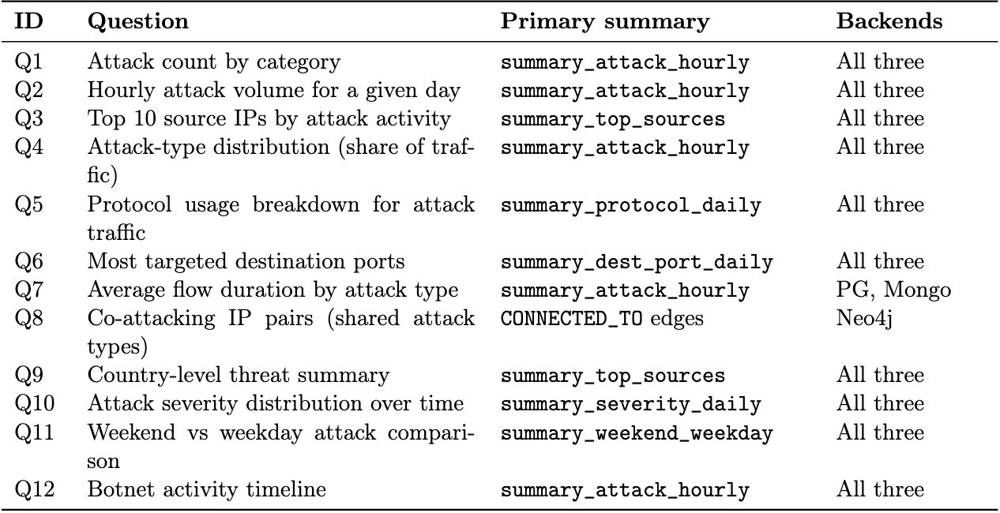 ID Question Primary summary Backends
Q1 Attack count by category summary_attack_hourly All three
Q2 Hourly attack volume for a given day summary_attack_hourly All three
Q3 Top 10 source IPs by attack activity summary_top_sources All three
Q4 Attack-type distribution (share of traf- summary_attack_hourly All three
fic)
Q5 Protocol usage breakdown for attack summary_protocol_daily All three
traffic
Q6 Most targeted destination ports summary_dest_port_daily All three
Q7 Average flow duration by attack type summary_attack_hourly PG, Mongo
Q8 Co-attacking IP pairs (shared attack CONNECTED_TO edges Neo4j
types)
Q9 Country-level threat summary summary_top_sources All three
Q10 Attack severity distribution over time summary_severity_daily All three
Q11 Weekend vs weekday attack compari- summary_weekend_weekday All three
son
Q12 Botnet activity timeline summary_attack_hourly All three